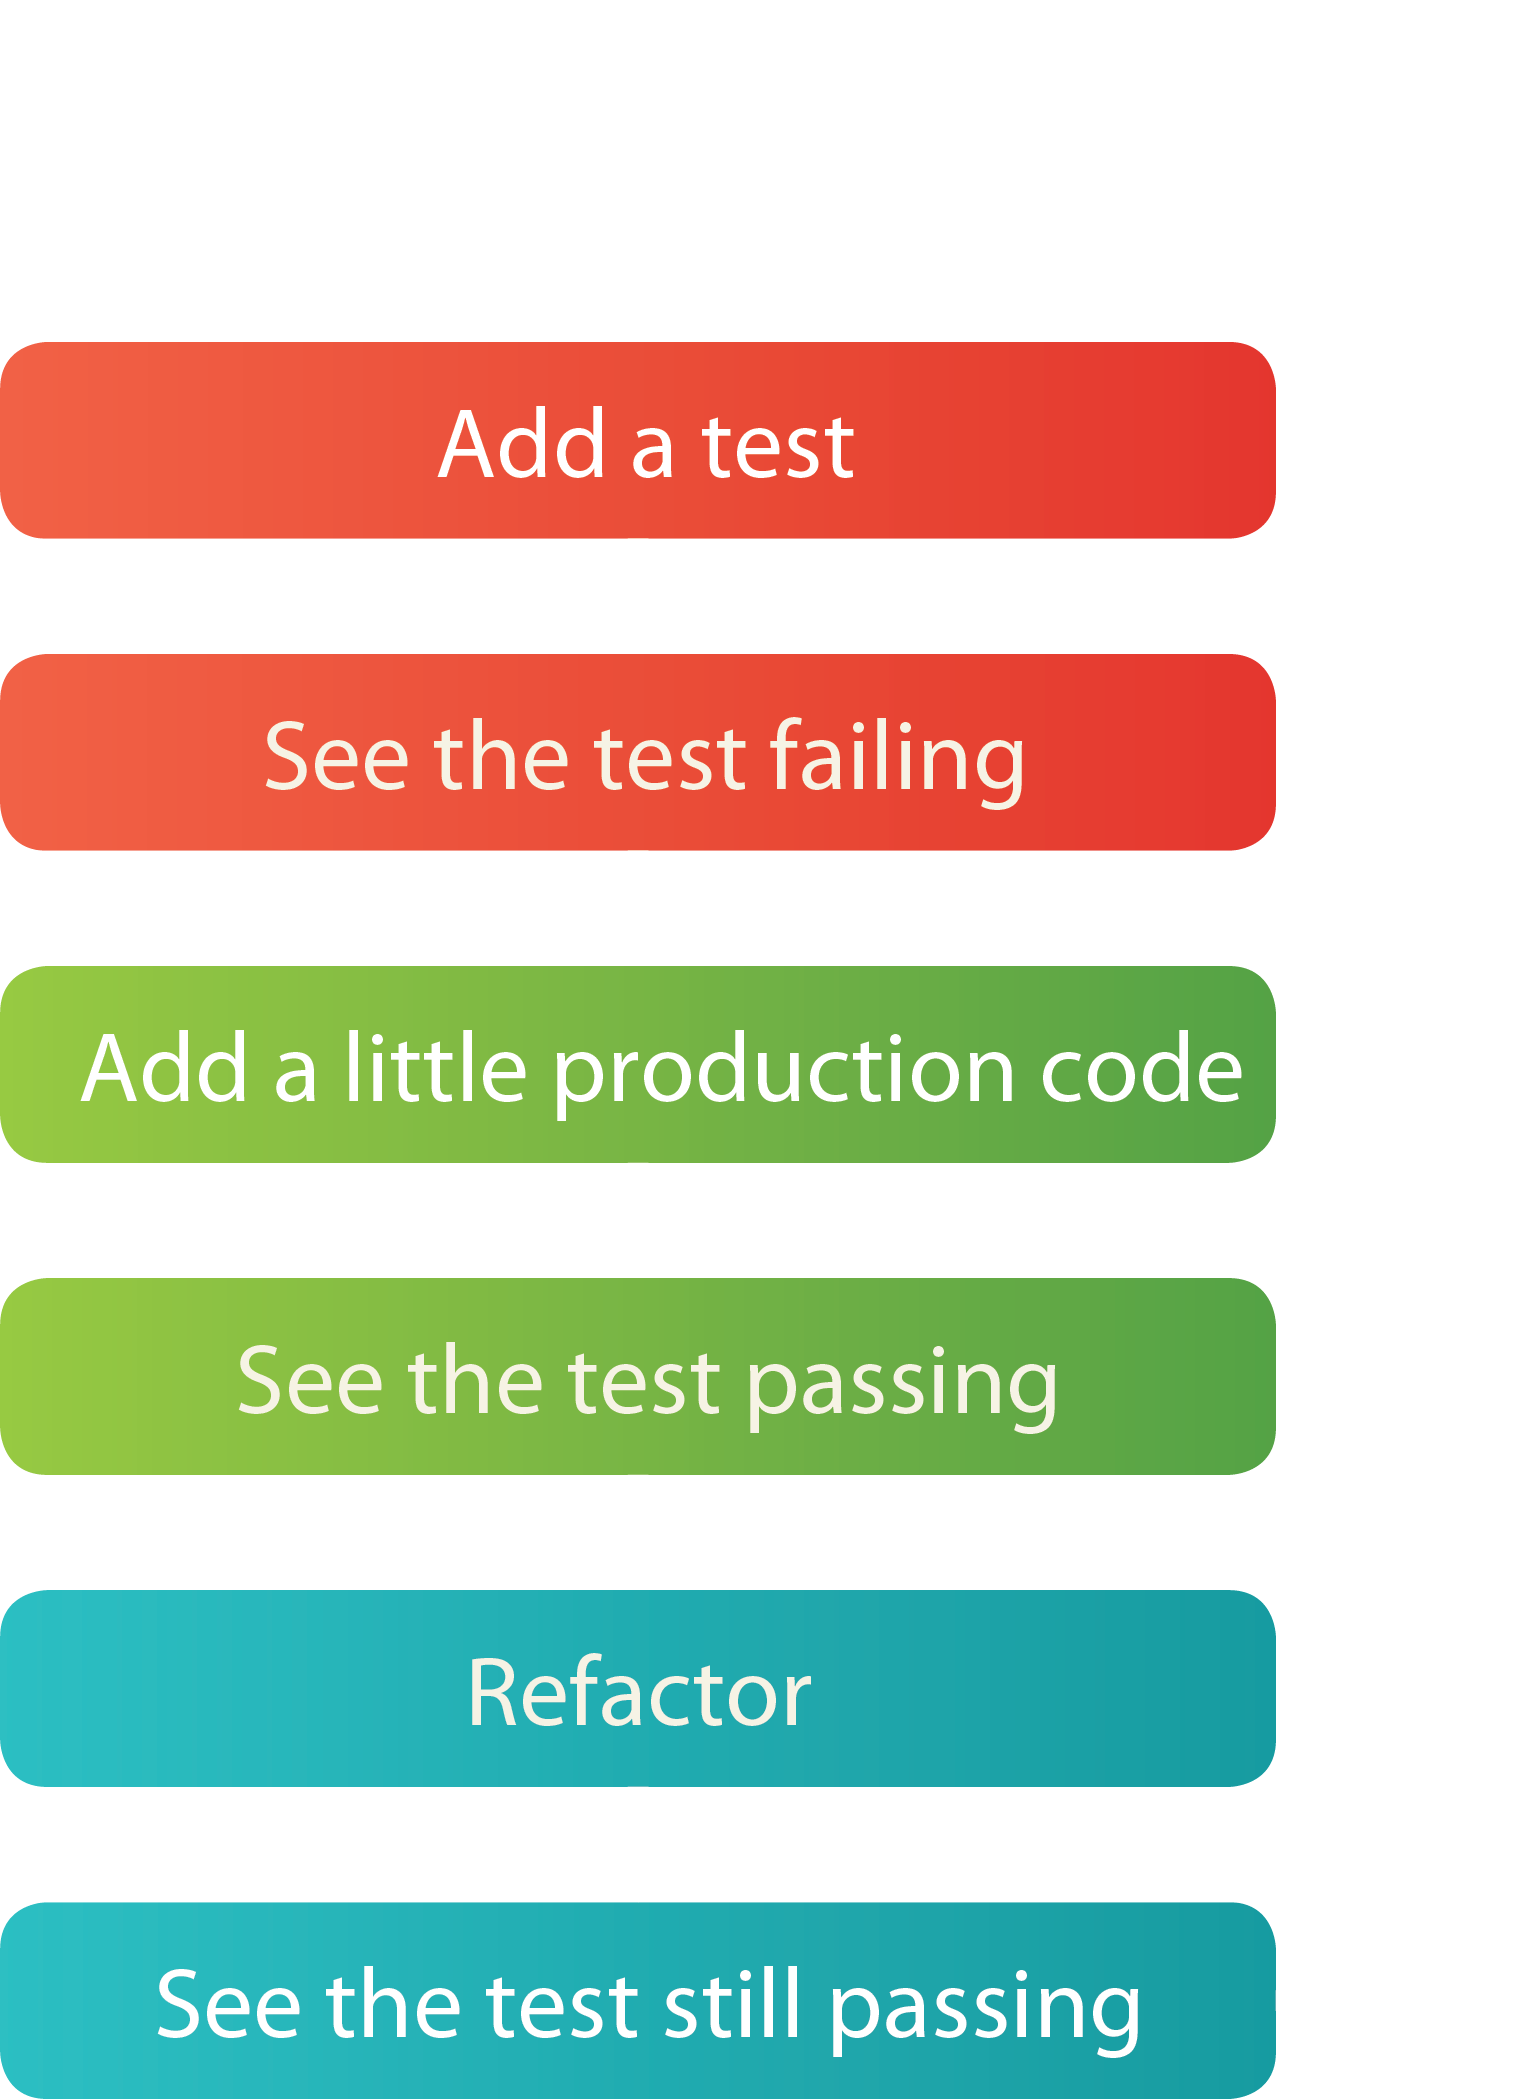 Add a test
See the test failing
Add a little production code
See the test passing
Refactor
See the test still passing